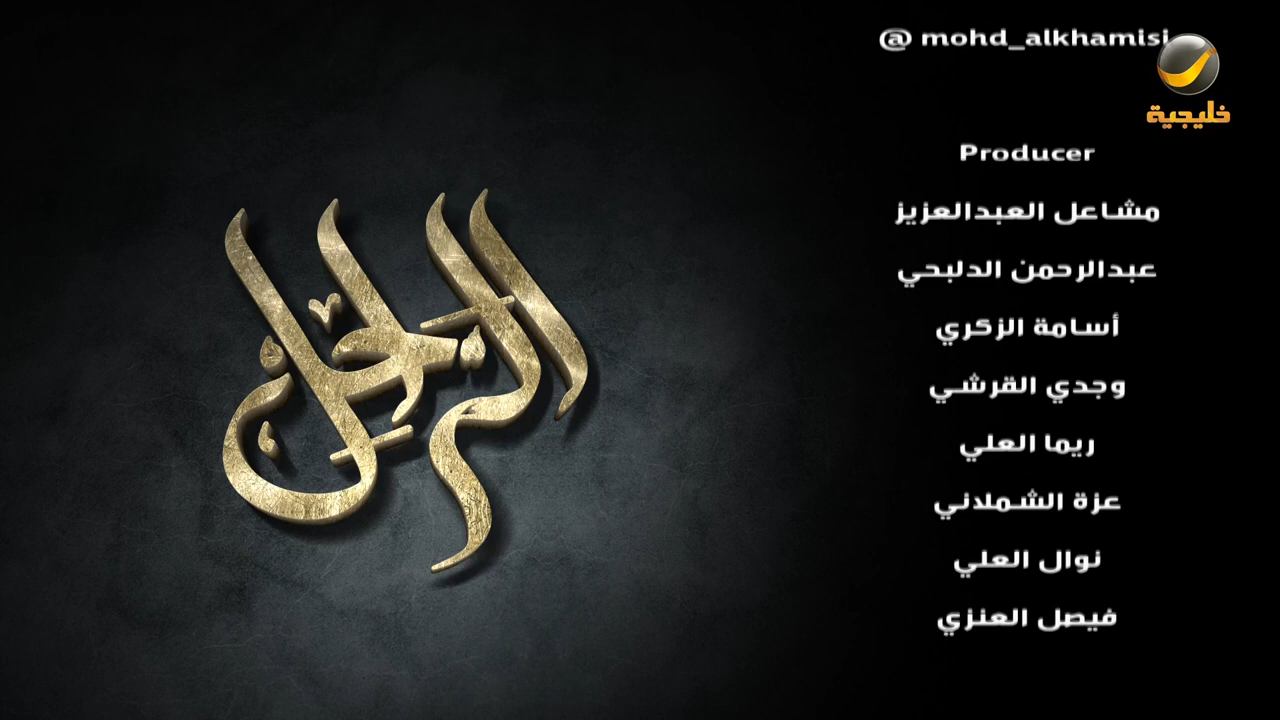 @ mohd_alkhamisi
خليجية
Producer
مشاعل العبدالعزيز
عبدالرحمن الدلبحي
أسامة الزكري
وجدي القرشي
ريما العلي
عزة الشملاني
نوال العلي
فيصل العنزي